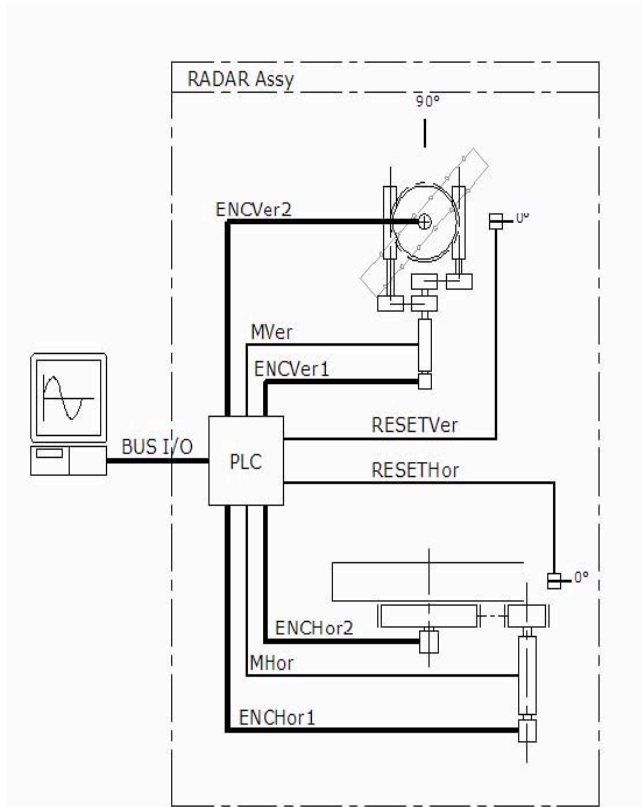 RADAR Assy
90°
ENCVer2
0°
MVer
ENCVer1
RESETVer
BUS I/O
PLC
RESETHor
0°
ENCHor2
MHor
ENCHor1